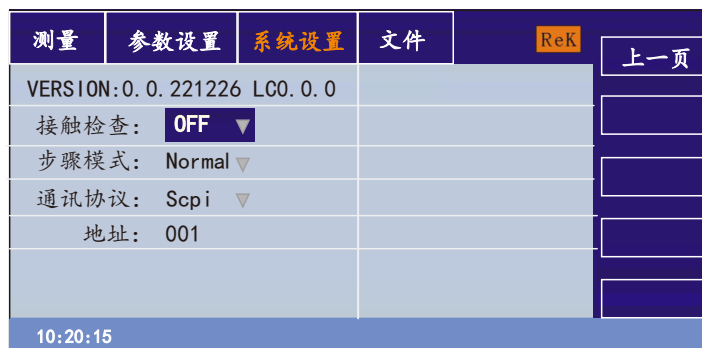 测量 参数设置 系统设置 文件 ReK
上一页
VERSION:0.0.221226 LC0.0.0
接触检查: OFF
步骤模式: Normal
通讯协议: Scpi
地址: 001
10:20:15